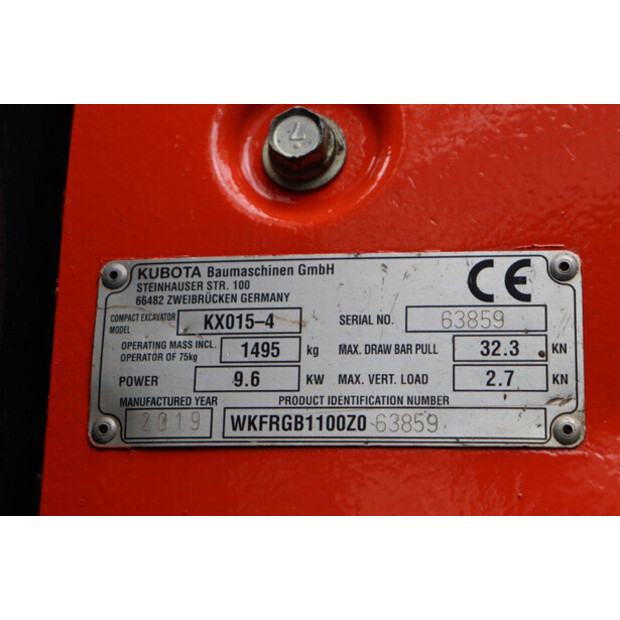 7
KUBOTA Baumaschinen GmbH
STEINHAUSER STR. 100
66482 ZWEIBRÜCKEN GERMANY
CE
COMPACT EXCAVATOR MODEL KX015-4 SERIAL NO. 63859
OPERATING MASS INCL. OPERATOR OF 75kg 1495 kg MAX. DRAW BAR PULL 32.3 KN
POWER 9.6 KW MAX. VERT. LOAD 2.7 KN
MANUFACTURED YEAR PRODUCT IDENTIFICATION NUMBER
2019 WKFRGB1100Z0 63859